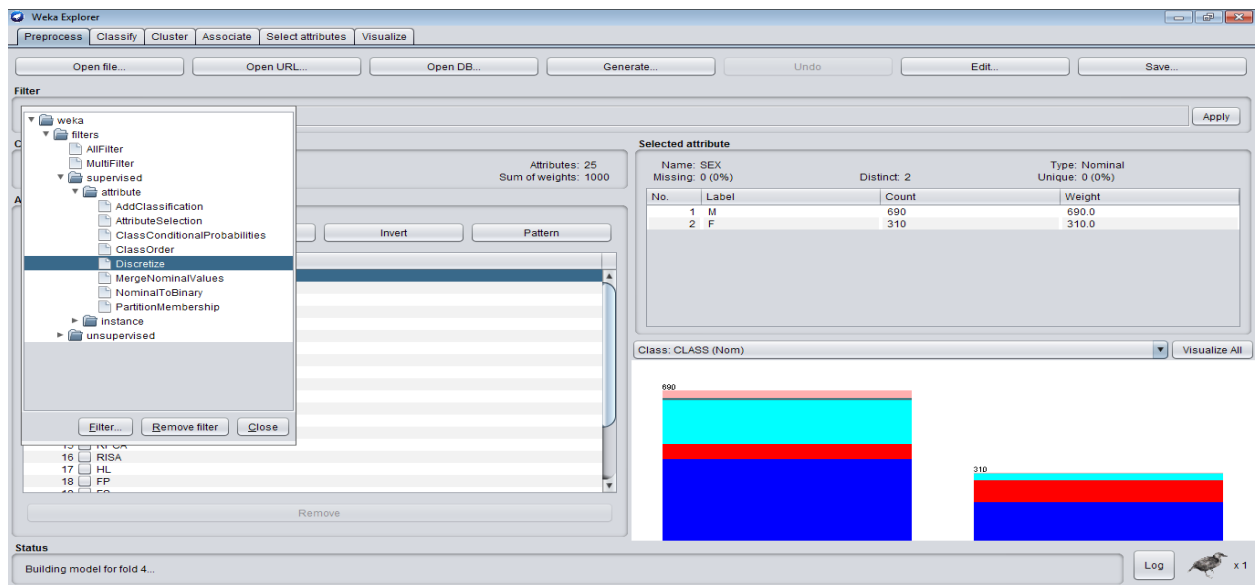 Weka Explorer
Preprocess Classify Cluster Associate Select attributes Visualize
Open file... Open URL... Open DB... Generate... Undo Edit... Save...
Filter
Apply
weka
filters
AllFilter
MultiFilter
supervised
attribute
AddClassification
AttributeSelection
ClassConditionalProbabilities
ClassOrder
Discretize
MergeNominalValues
NominalToBinary
PartitionMembership
instance
unsupervised
Filter... Remove filter Close
C
Attributes: 25
Sum of weights: 1000
A
Invert Pattern
16 RISA
17 HL
18 FP
Remove
Selected attribute
Name: SEX Type: Nominal
Missing: 0 (0%) Distinct: 2 Unique: 0 (0%)
No. Label Count Weight
1 M 690 690.0
2 F 310 310.0
Class: CLASS (Nom) Visualize All
690
310
Status
Building model for fold 4...
Log x 1